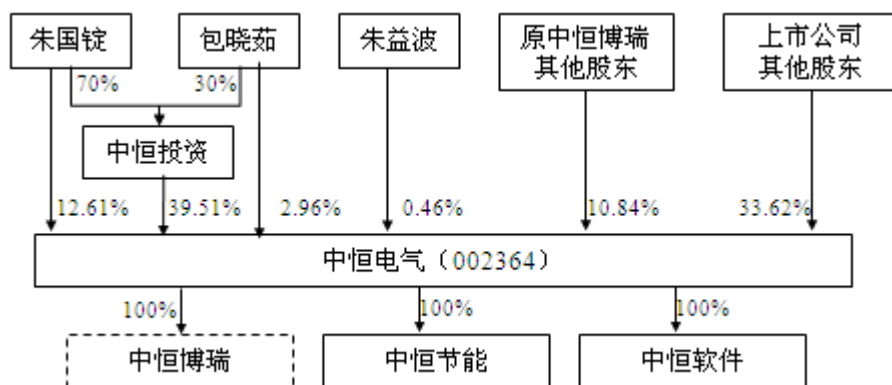 朱国锭
包晓茹
朱益波
原中恒博瑞
其他股东
上市公司
其他股东
70%
30%
中恒投资
12.61%
39.51%
2.96%
0.46%
10.84%
33.62%
中恒电气（002364）
100%
100%
100%
中恒博瑞
中恒节能
中恒软件